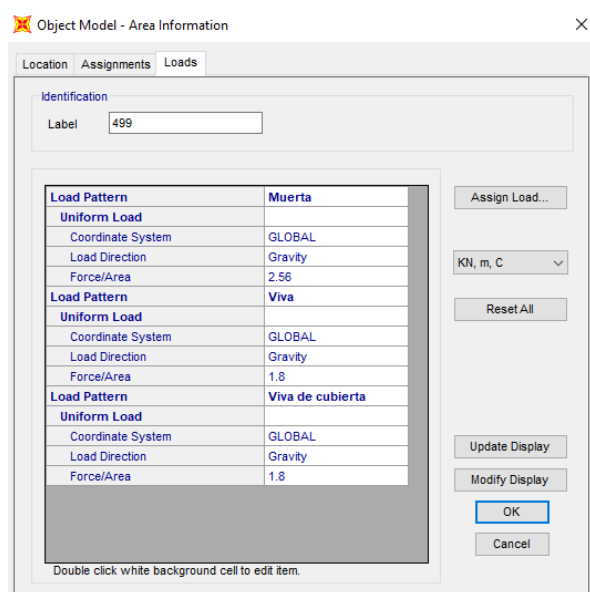 Object Model - Area Information
Location Assignments Loads
Identification
Label 499
Load Pattern Muerta
Uniform Load
Coordinate System GLOBAL
Load Direction Gravity
Force/Area 2.56
Load Pattern Viva
Uniform Load
Coordinate System GLOBAL
Load Direction Gravity
Force/Area 1.8
Load Pattern Viva de cubierta
Uniform Load
Coordinate System GLOBAL
Load Direction Gravity
Force/Area 1.8
Double click white background cell to edit item.
Assign Load...
KN, m, C
Reset All
Update Display
Modify Display
OK
Cancel